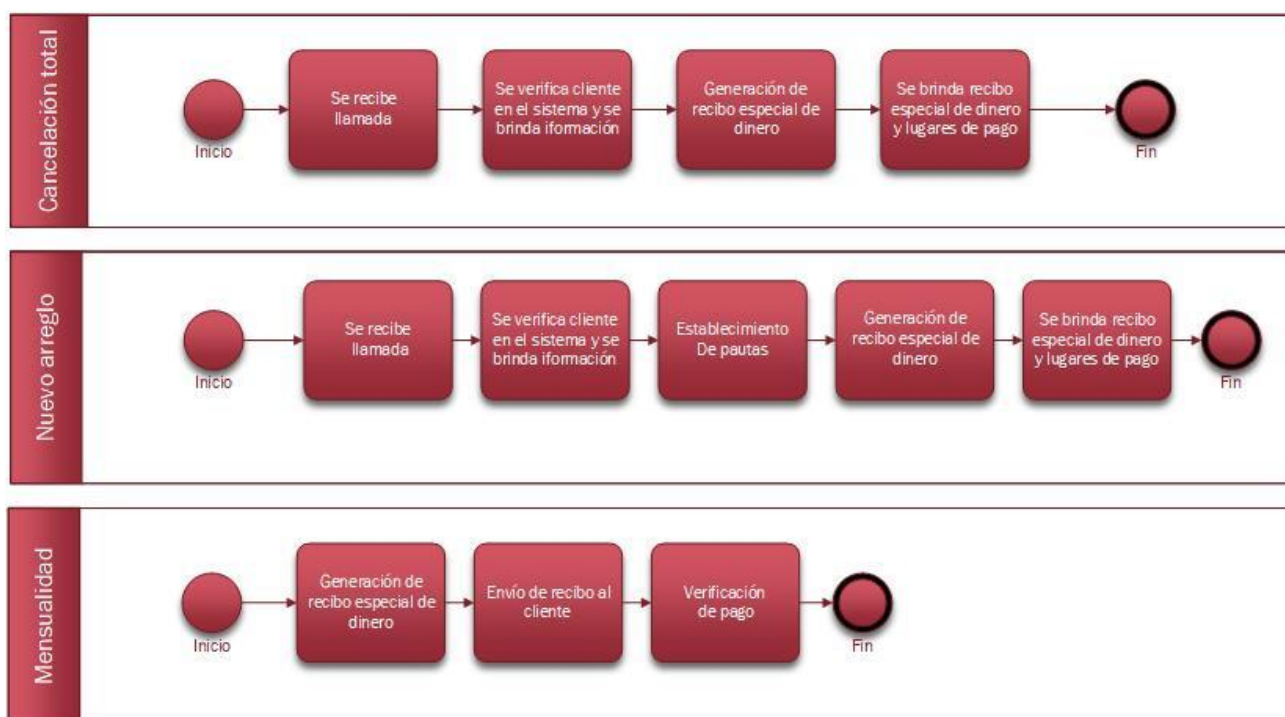 Cancelación total
Se recibe
llamada
Se verifica cliente
en el sistema y se
brinda iformación
Generación de
recibo especial de
dinero
Se brinda recibo
especial de dinero
y lugares de pago
Inicio
Fin
Nuevo arreglo
Se recibe
llamada
Se verifica cliente
en el sistema y se
brinda iformación
Establecimiento
De pautas
Generación de
recibo especial de
dinero
Se brinda recibo
especial de dinero
y lugares de pago
Inicio
Fin
Mensualidad
Generación de
recibo especial de
dinero
Envío de recibo al
cliente
Verificación
de pago
Inicio
Fin